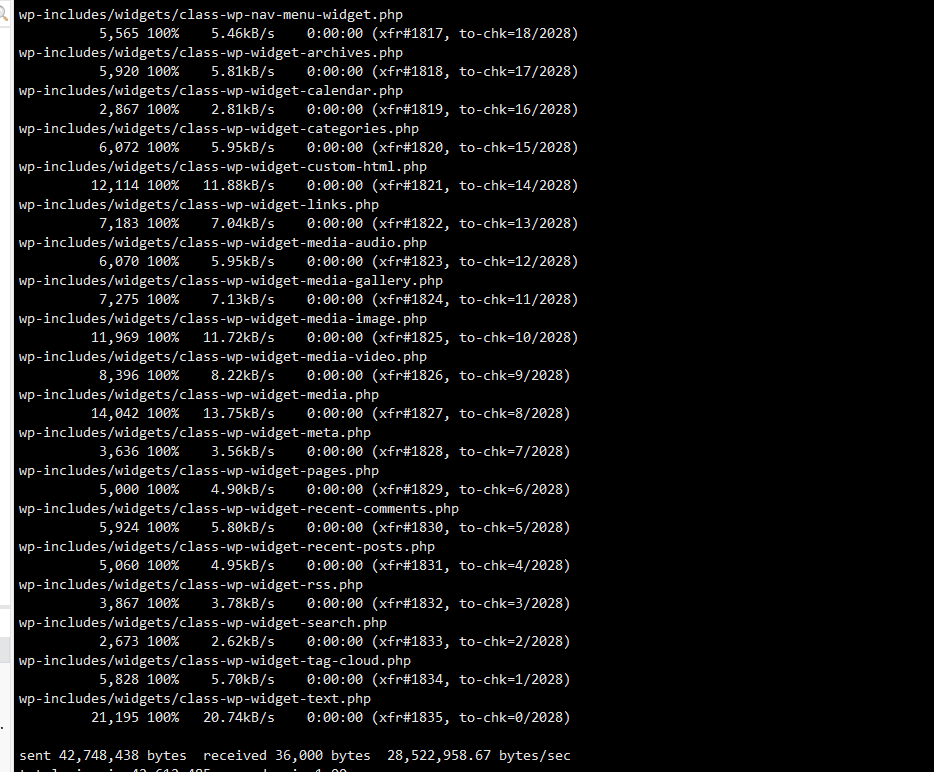 wp-includes/widgets/class-wp-nav-menu-widget.php
5,565 100% 5.46kB/s 0:00:00 (xfr#1817, to-chk=18/2028)
wp-includes/widgets/class-wp-widget-archives.php
5,920 100% 5.81kB/s 0:00:00 (xfr#1818, to-chk=17/2028)
wp-includes/widgets/class-wp-widget-calendar.php
2,867 100% 2.81kB/s 0:00:00 (xfr#1819, to-chk=16/2028)
wp-includes/widgets/class-wp-widget-categories.php
6,072 100% 5.95kB/s 0:00:00 (xfr#1820, to-chk=15/2028)
wp-includes/widgets/class-wp-widget-custom-html.php
12,114 100% 11.88kB/s 0:00:00 (xfr#1821, to-chk=14/2028)
wp-includes/widgets/class-wp-widget-links.php
7,183 100% 7.04kB/s 0:00:00 (xfr#1822, to-chk=13/2028)
wp-includes/widgets/class-wp-widget-media-audio.php
6,070 100% 5.95kB/s 0:00:00 (xfr#1823, to-chk=12/2028)
wp-includes/widgets/class-wp-widget-media-gallery.php
7,275 100% 7.13kB/s 0:00:00 (xfr#1824, to-chk=11/2028)
wp-includes/widgets/class-wp-widget-media-image.php
11,969 100% 11.72kB/s 0:00:00 (xfr#1825, to-chk=10/2028)
wp-includes/widgets/class-wp-widget-media-video.php
8,396 100% 8.22kB/s 0:00:00 (xfr#1826, to-chk=9/2028)
wp-includes/widgets/class-wp-widget-media.php
14,042 100% 13.75kB/s 0:00:00 (xfr#1827, to-chk=8/2028)
wp-includes/widgets/class-wp-widget-meta.php
3,636 100% 3.56kB/s 0:00:00 (xfr#1828, to-chk=7/2028)
wp-includes/widgets/class-wp-widget-pages.php
5,000 100% 4.90kB/s 0:00:00 (xfr#1829, to-chk=6/2028)
wp-includes/widgets/class-wp-widget-recent-comments.php
5,924 100% 5.80kB/s 0:00:00 (xfr#1830, to-chk=5/2028)
wp-includes/widgets/class-wp-widget-recent-posts.php
5,060 100% 4.95kB/s 0:00:00 (xfr#1831, to-chk=4/2028)
wp-includes/widgets/class-wp-widget-rss.php
3,867 100% 3.78kB/s 0:00:00 (xfr#1832, to-chk=3/2028)
wp-includes/widgets/class-wp-widget-search.php
2,673 100% 2.62kB/s 0:00:00 (xfr#1833, to-chk=2/2028)
wp-includes/widgets/class-wp-widget-tag-cloud.php
5,828 100% 5.70kB/s 0:00:00 (xfr#1834, to-chk=1/2028)
wp-includes/widgets/class-wp-widget-text.php
21,195 100% 20.74kB/s 0:00:00 (xfr#1835, to-chk=0/2028)
sent 42,748,438 bytes received 36,000 bytes 28,522,958.67 bytes/sec